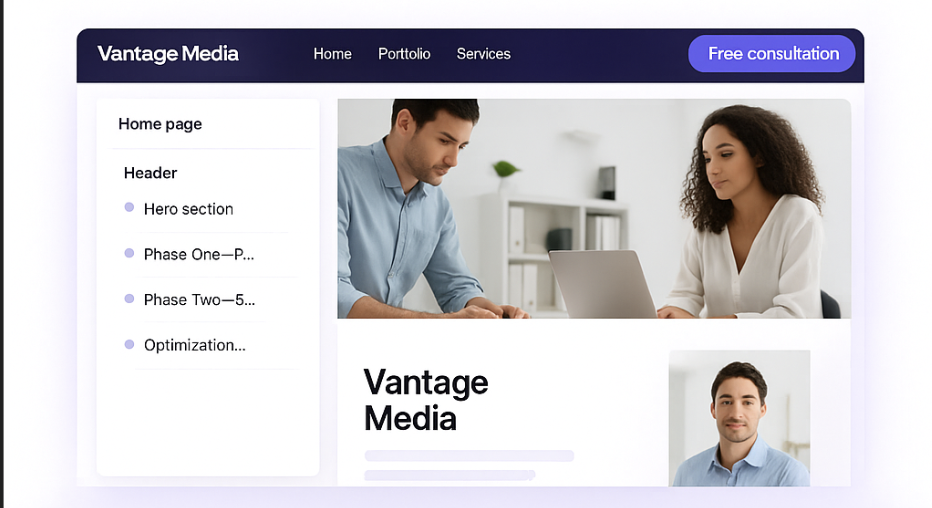 Vantage Media
Home
Portfolio
Services
Free consultation
Home page
Header
Hero section
Phase One—P...
Phase Two—5...
Optimization...
Vantage
Media